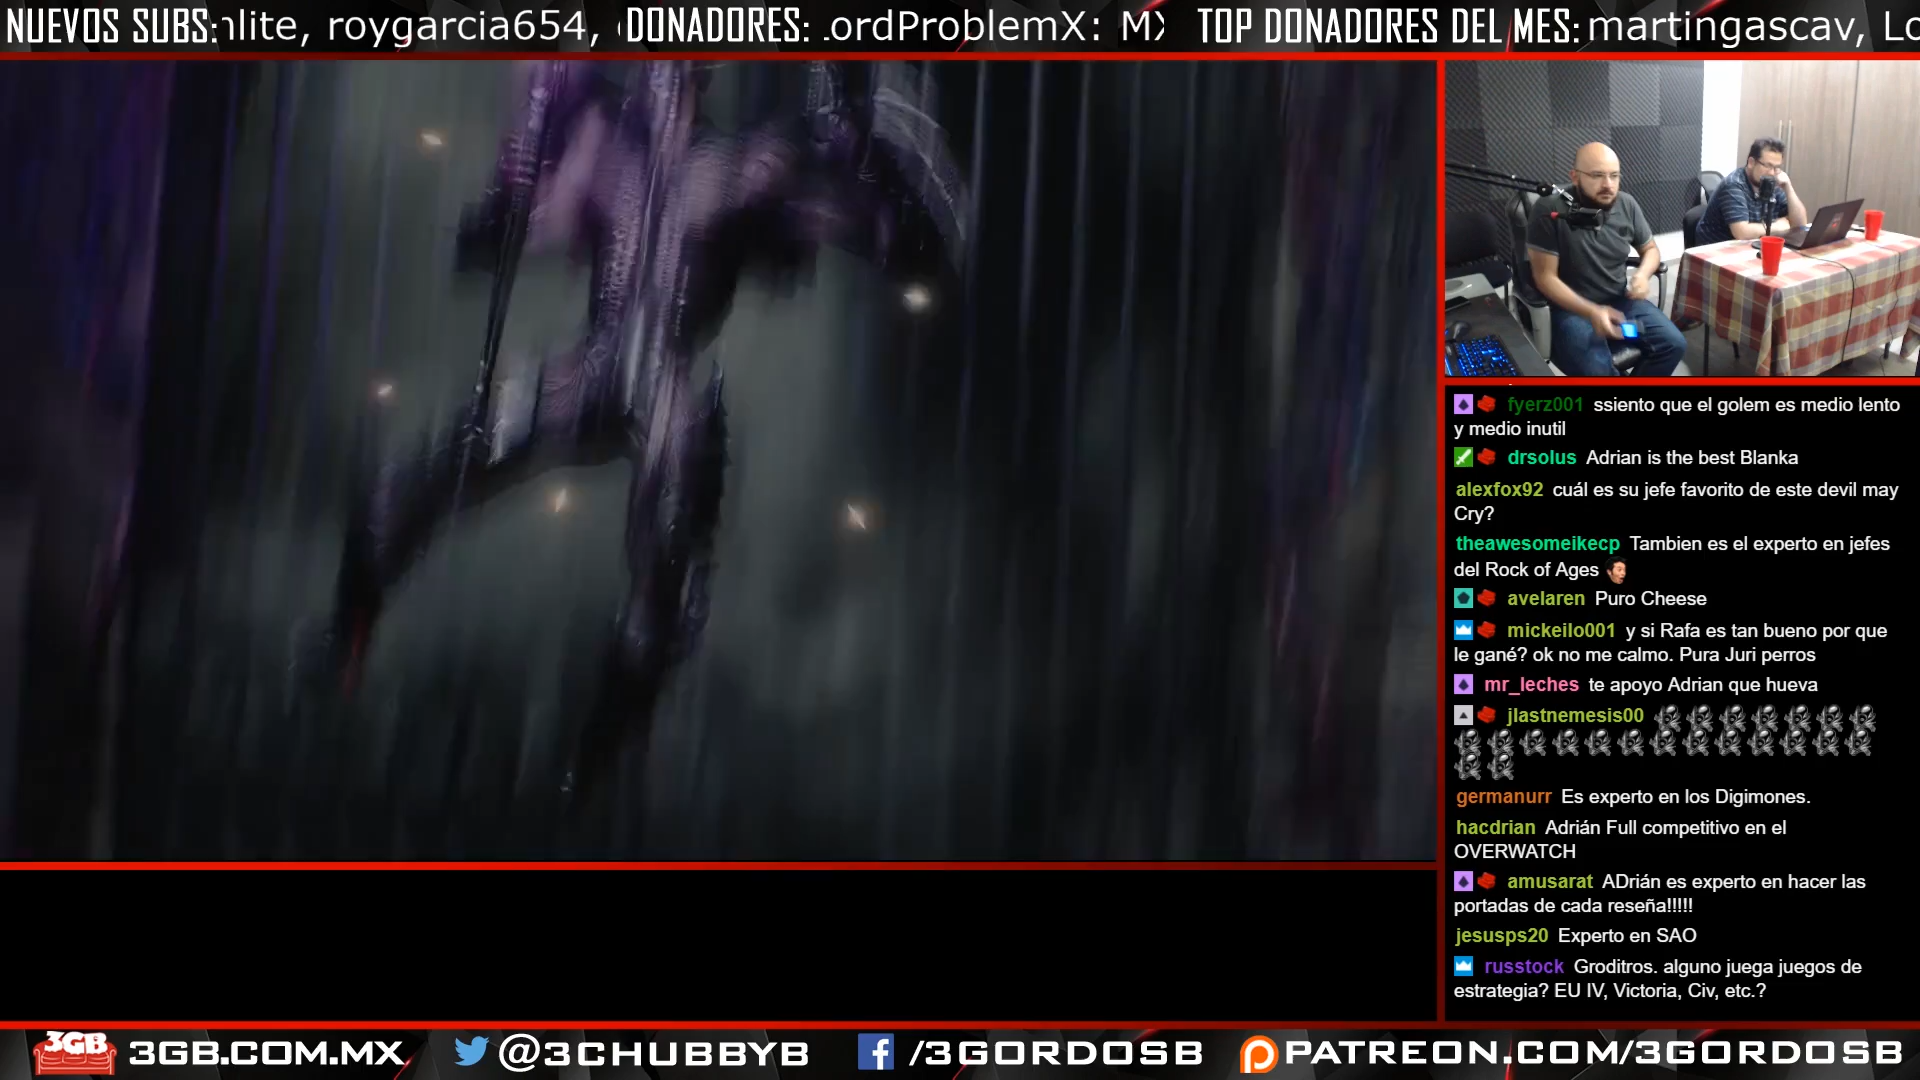 NUEVOS SUBS: nlite, roygarcia654, DONADORES: LordProblemX: MX TOP DONADORES DEL MES: martingascav, Lo
fyerz001 ssiento que el golem es medio lento
y medio inutil
drsolus Adrian is the best Blanka
alexfox92 cuál es su jefe favorito de este devil may
Cry?
theawesomeikecp Tambien es el experto en jefes
del Rock of Ages
avelaren Puro Cheese
mickeilo001 y si Rafa es tan bueno por que
le gané? ok no me calmo. Pura Juri perros
mr_leches te apoyo Adrian que hueva
jlastnemesis00
germanurr Es experto en los Digimones.
hacdrian Adrián Full competitivo en el
OVERWATCH
amusarat ADrián es experto en hacer las
portadas de cada reseña!!!!!
jesusps20 Experto en SAO
russtock Groditros. alguno juega juegos de
estrategia? EU IV, Victoria, Civ, etc.?
3GB 3GB.COM.MX @3CHUBBYB /3GORDOSB PATREON.COM/3GORDOSB